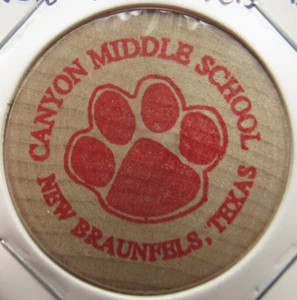 CANYON MIDDLE SCHOOL
NEW BRAUNFELS, TEXAS